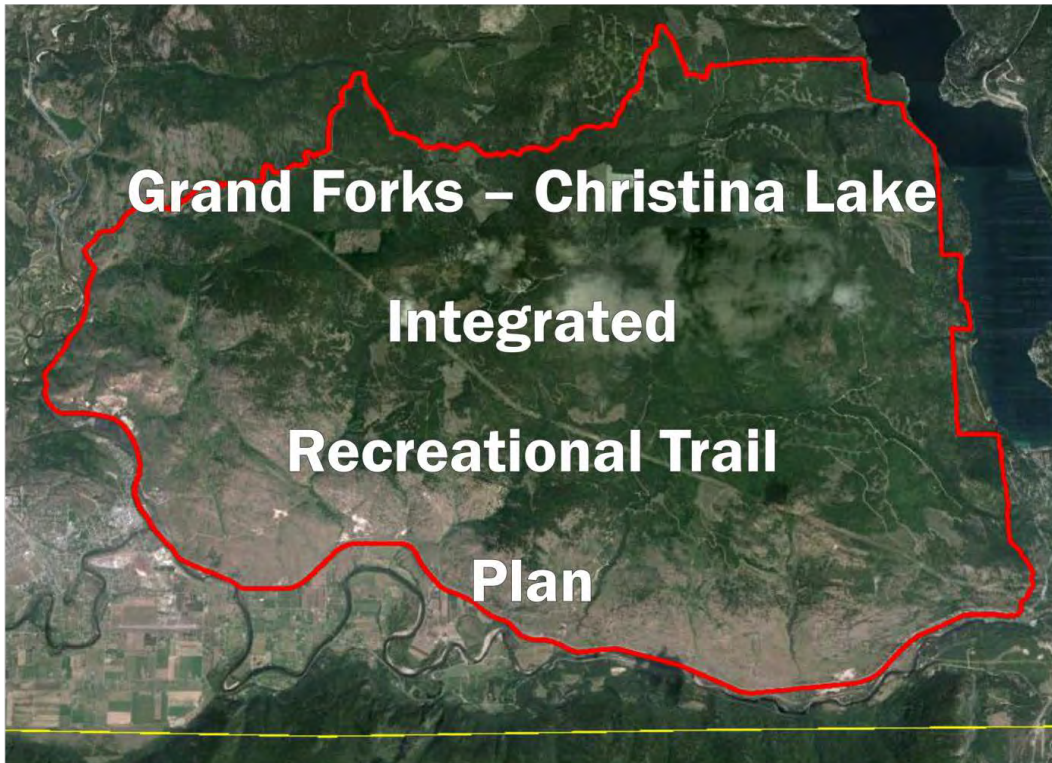 Grand Forks – Christina Lake
Integrated
Recreational Trail
Plan